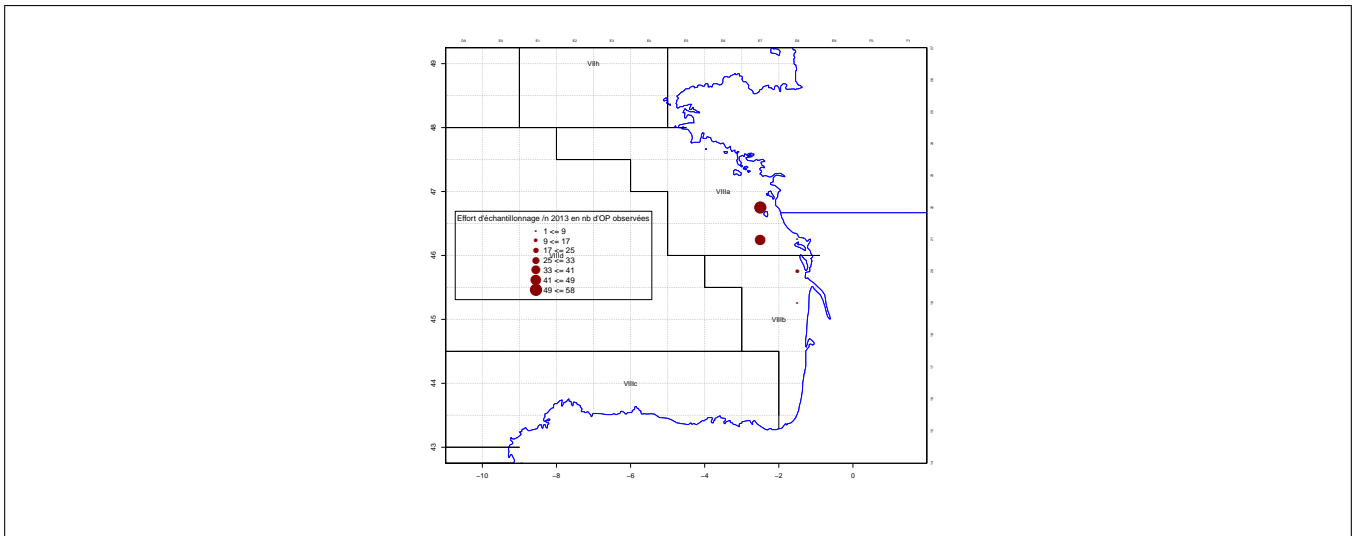 VIIh
49
48
VIIIa
47
Effort d'échantillonnage /n 2013 en nb d'OP observées
1 <= 9
9 <= 17
17 <= 25
VIIId
25 <= 33
33 <= 41
41 <= 49
49 <= 58
46
45
VIIIb
44
VIIIc
43
−10 −8 −6 −4 −2 0